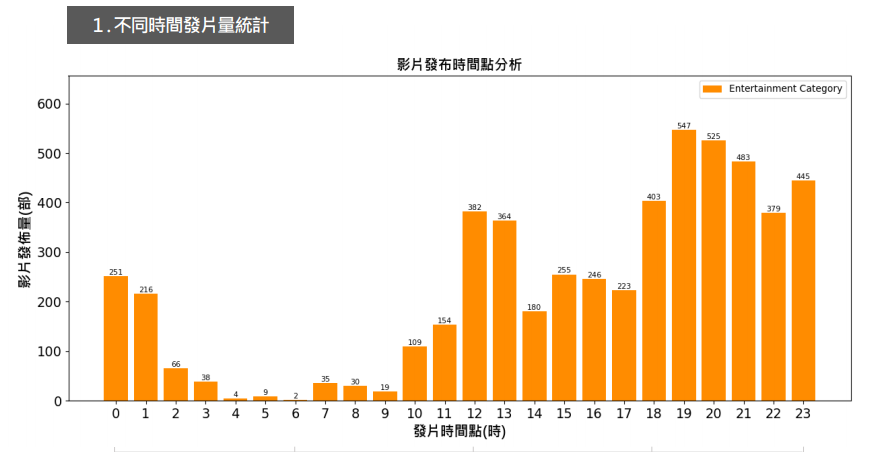 1.不同時間發片量統計
影片發布時間點分析
Entertainment Category
影片發佈量(部)
600
500
400
300
200
100
0
251 216 66 38 4 9 2 35 30 19 109 154 382 364 180 255 246 223 403 547 525 483 379 445
0 1 2 3 4 5 6 7 8 9 10 11 12 13 14 15 16 17 18 19 20 21 22 23
發片時間點(時)